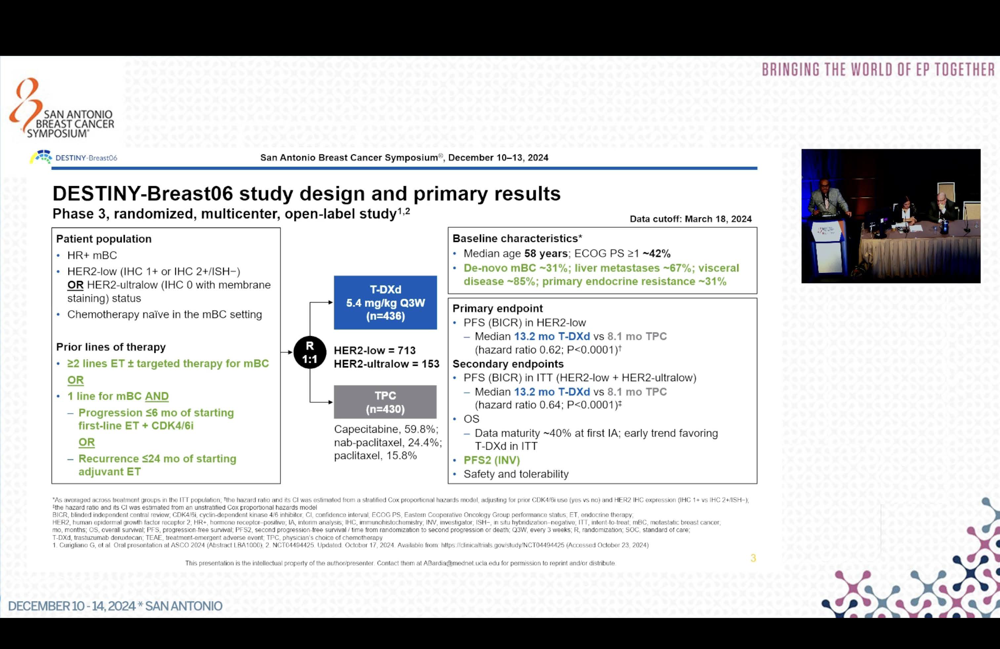 BRINGING THE WORLD OF EP TOGETHER
SAN ANTONIO
BREAST CANCER
SYMPOSIUM®
DESTINY-Breast06
San Antonio Breast Cancer Symposium®, December 10–13, 2024
DESTINY-Breast06 study design and primary results
Phase 3, randomized, multicenter, open-label study1,2
Data cutoff: March 18, 2024
Patient population
• HR+ mBC
• HER2-low (IHC 1+ or IHC 2+/ISH−)
OR HER2-ultralow (IHC 0 with membrane
staining) status
• Chemotherapy naïve in the mBC setting
Prior lines of therapy
• ≥2 lines ET ± targeted therapy for mBC
OR
• 1 line for mBC AND
– Progression ≤6 mo of starting
first-line ET + CDK4/6i
OR
– Recurrence ≤24 mo of starting
adjuvant ET
R
1:1
T-DXd
5.4 mg/kg Q3W
(n=436)
HER2-low = 713
HER2-ultralow = 153
TPC
(n=430)
Capecitabine, 59.8%;
nab-paclitaxel, 24.4%;
paclitaxel, 15.8%
Baseline characteristics*
• Median age 58 years; ECOG PS ≥1 ~42%
• De-novo mBC ~31%; liver metastases ~67%; visceral
disease ~85%; primary endocrine resistance ~31%
Primary endpoint
• PFS (BICR) in HER2-low
– Median 13.2 mo T-DXd vs 8.1 mo TPC
(hazard ratio 0.62; P<0.0001)†
Secondary endpoints
• PFS (BICR) in ITT (HER2-low + HER2-ultralow)
– Median 13.2 mo T-DXd vs 8.1 mo TPC
(hazard ratio 0.64; P<0.0001)‡
• OS
– Data maturity ~40% at first IA; early trend favoring
T-DXd in ITT
• PFS2 (INV)
• Safety and tolerability
*As averaged across treatment groups in the ITT population; †the hazard ratio and its CI was estimated from a stratified Cox proportional hazards model, adjusting for prior CDK4/6i use (yes vs no) and HER2 IHC expression (IHC 1+ vs IHC 2+/ISH−);
‡the hazard ratio and its CI was estimated from an unstratified Cox proportional hazards model
BICR, blinded independent central review; CDK4/6i, cyclin-dependent kinase 4/6 inhibitor; CI, confidence interval; ECOG PS, Eastern Cooperative Oncology Group performance status; ET, endocrine therapy;
HER2, human epidermal growth factor receptor 2; HR+, hormone receptor–positive; IA, interim analysis; IHC, immunohistochemistry; INV, investigator; ISH−, in situ hybridization–negative; ITT, intent-to-treat; mBC, metastatic breast cancer;
mo, months; OS, overall survival; PFS, progression-free survival; PFS2, second progression-free survival / time from randomization to second progression or death; Q3W, every 3 weeks; R, randomization; SOC, standard of care;
T-DXd, trastuzumab deruxtecan; TEAE, treatment-emergent adverse event; TPC, physician's choice of chemotherapy
1. Curigliano G, et al. Oral presentation at ASCO 2024 (Abstract LBA1000); 2. NCT04494425. Updated. October 17, 2024. Available from: https://clinicaltrials.gov/study/NCT04494425 (Accessed October 23, 2024)
This presentation is the intellectual property of the author/presenter. Contact them at ABardia@mednet.ucla.edu for permission to reprint and/or distribute.
3
DECEMBER 10 - 14, 2024 * SAN ANTONIO